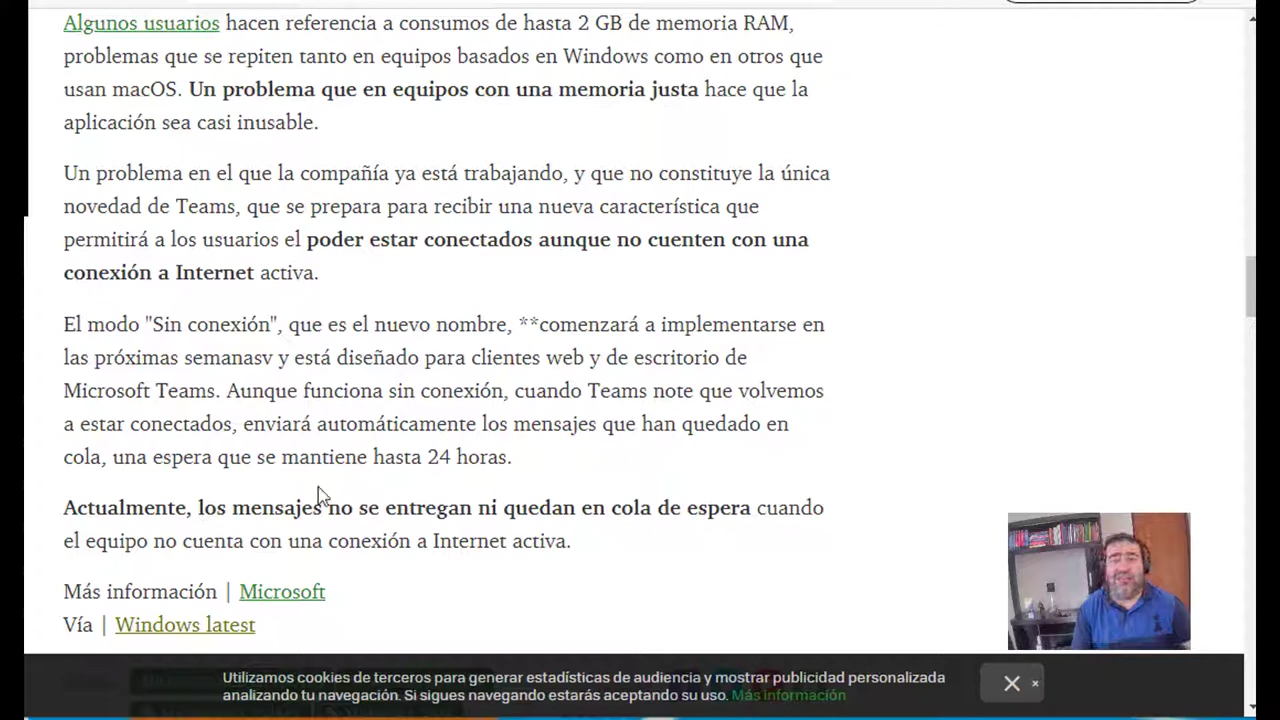 Algunos usuarios hacen referencia a consumos de hasta 2 GB de memoria RAM,
problemas que se repiten tanto en equipos basados en Windows como en otros que
usan macOS. Un problema que en equipos con una memoria justa hace que la
aplicación sea casi inusable.
Un problema en el que la compañía ya está trabajando, y que no constituye la única
novedad de Teams, que se prepara para recibir una nueva característica que
permitirá a los usuarios el poder estar conectados aunque no cuenten con una
conexión a Internet activa.
El modo "Sin conexión", que es el nuevo nombre, **comenzará a implementarse en
las próximas semanasv y está diseñado para clientes web y de escritorio de
Microsoft Teams. Aunque funciona sin conexión, cuando Teams note que volvemos
a estar conectados, enviará automáticamente los mensajes que han quedado en
cola, una espera que se mantiene hasta 24 horas.
Actualmente, los mensajes no se entregan ni quedan en cola de espera cuando
el equipo no cuenta con una conexión a Internet activa.
Más información | Microsoft
Vía | Windows latest
Utilizamos cookies de terceros para generar estadísticas de audiencia y mostrar publicidad personalizada
analizando tu navegación. Si sigues navegando estarás aceptando su uso. Más información